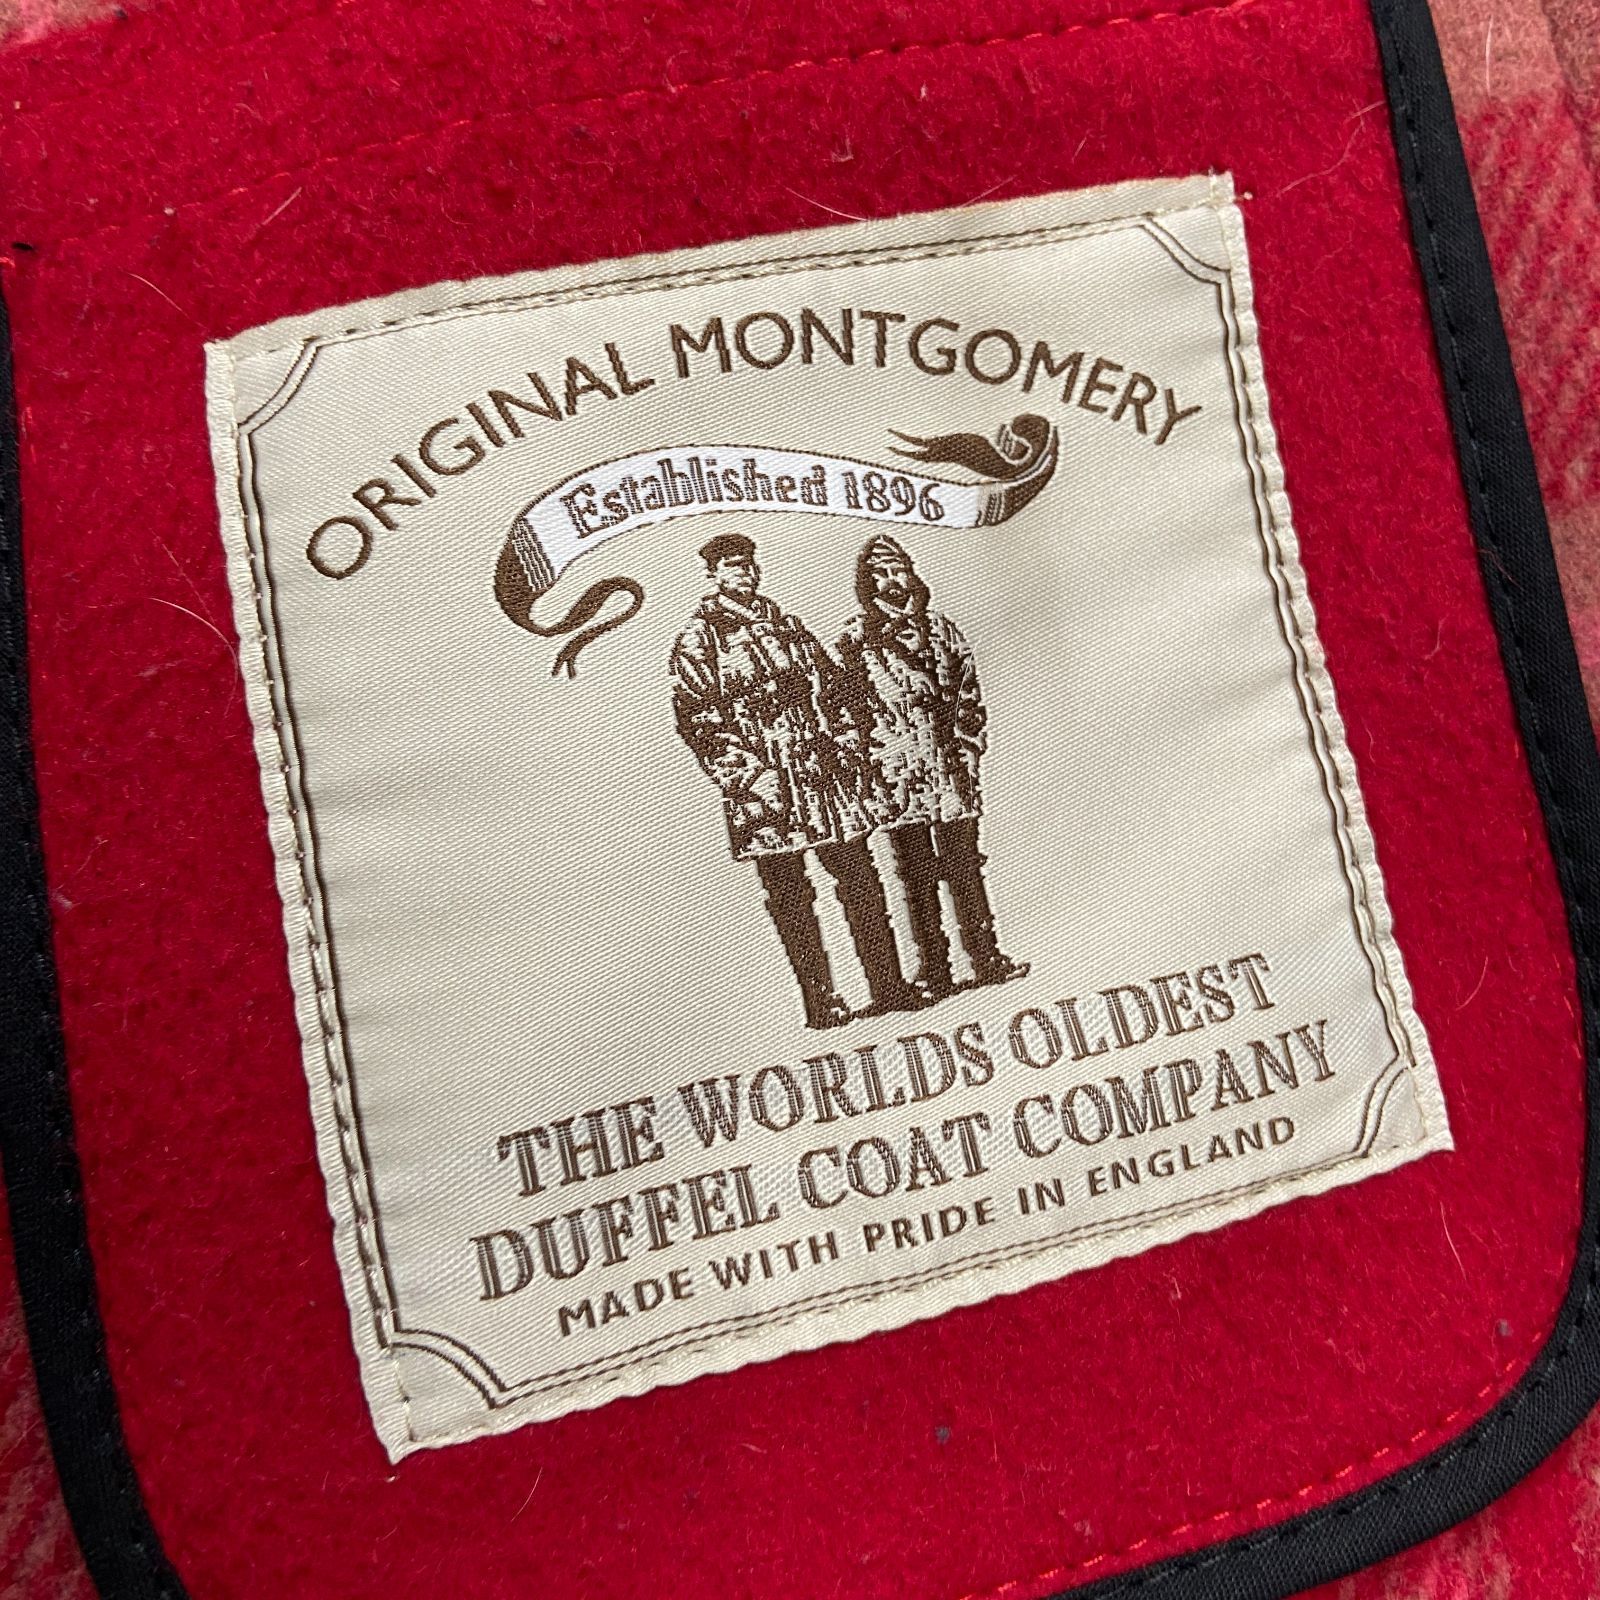 ORIGINAL MONTGOMERY
Established 1896
THE WORLDS OLDEST
DUFFEL COAT COMPANY
MADE WITH PRIDE IN ENGLAND